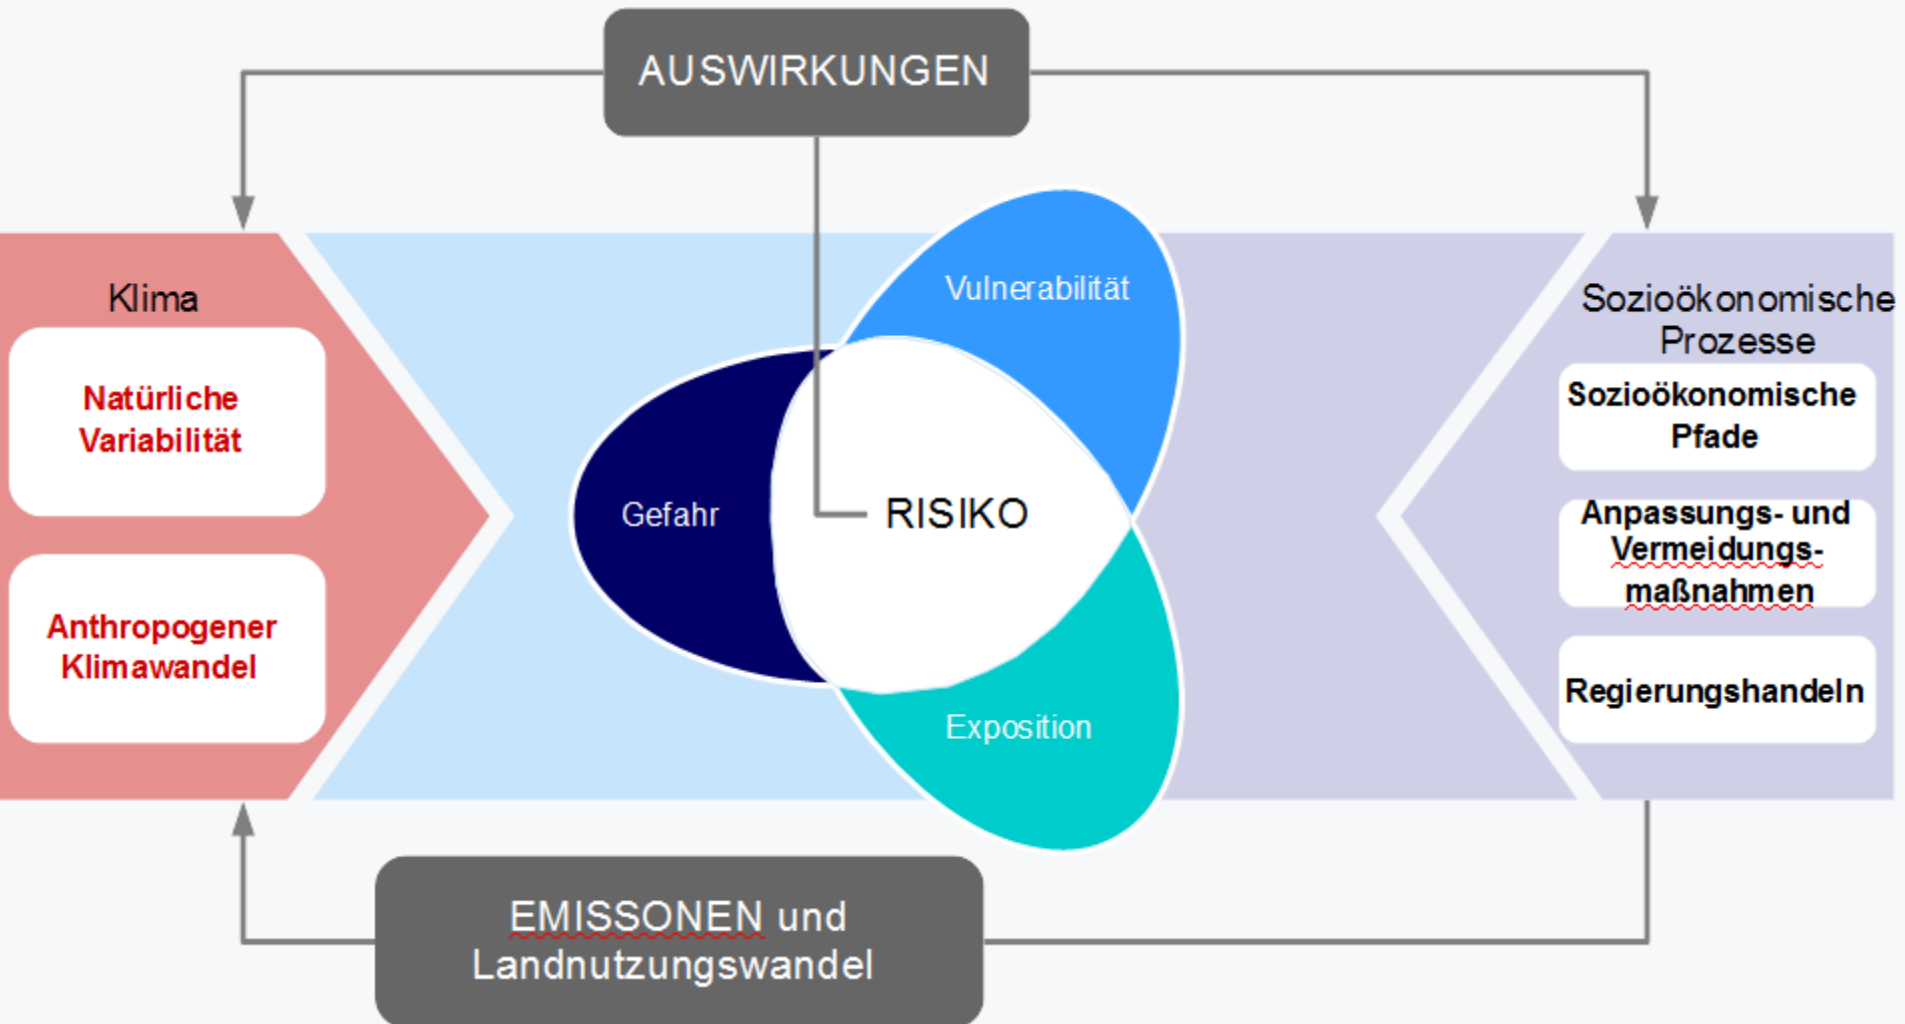 AUSWIRKUNGEN
Klima
Natürliche
Variabilität
Anthropogener
Klimawandel
Vulnerabilität
Gefahr
RISIKO
Exposition
Sozioökonomische
Prozesse
Sozioökonomische
Pfade
Anpassungs- und
Vermeidungs-
maßnahmen
Regierungshandeln
EMISSONEN und
Landnutzungswandel